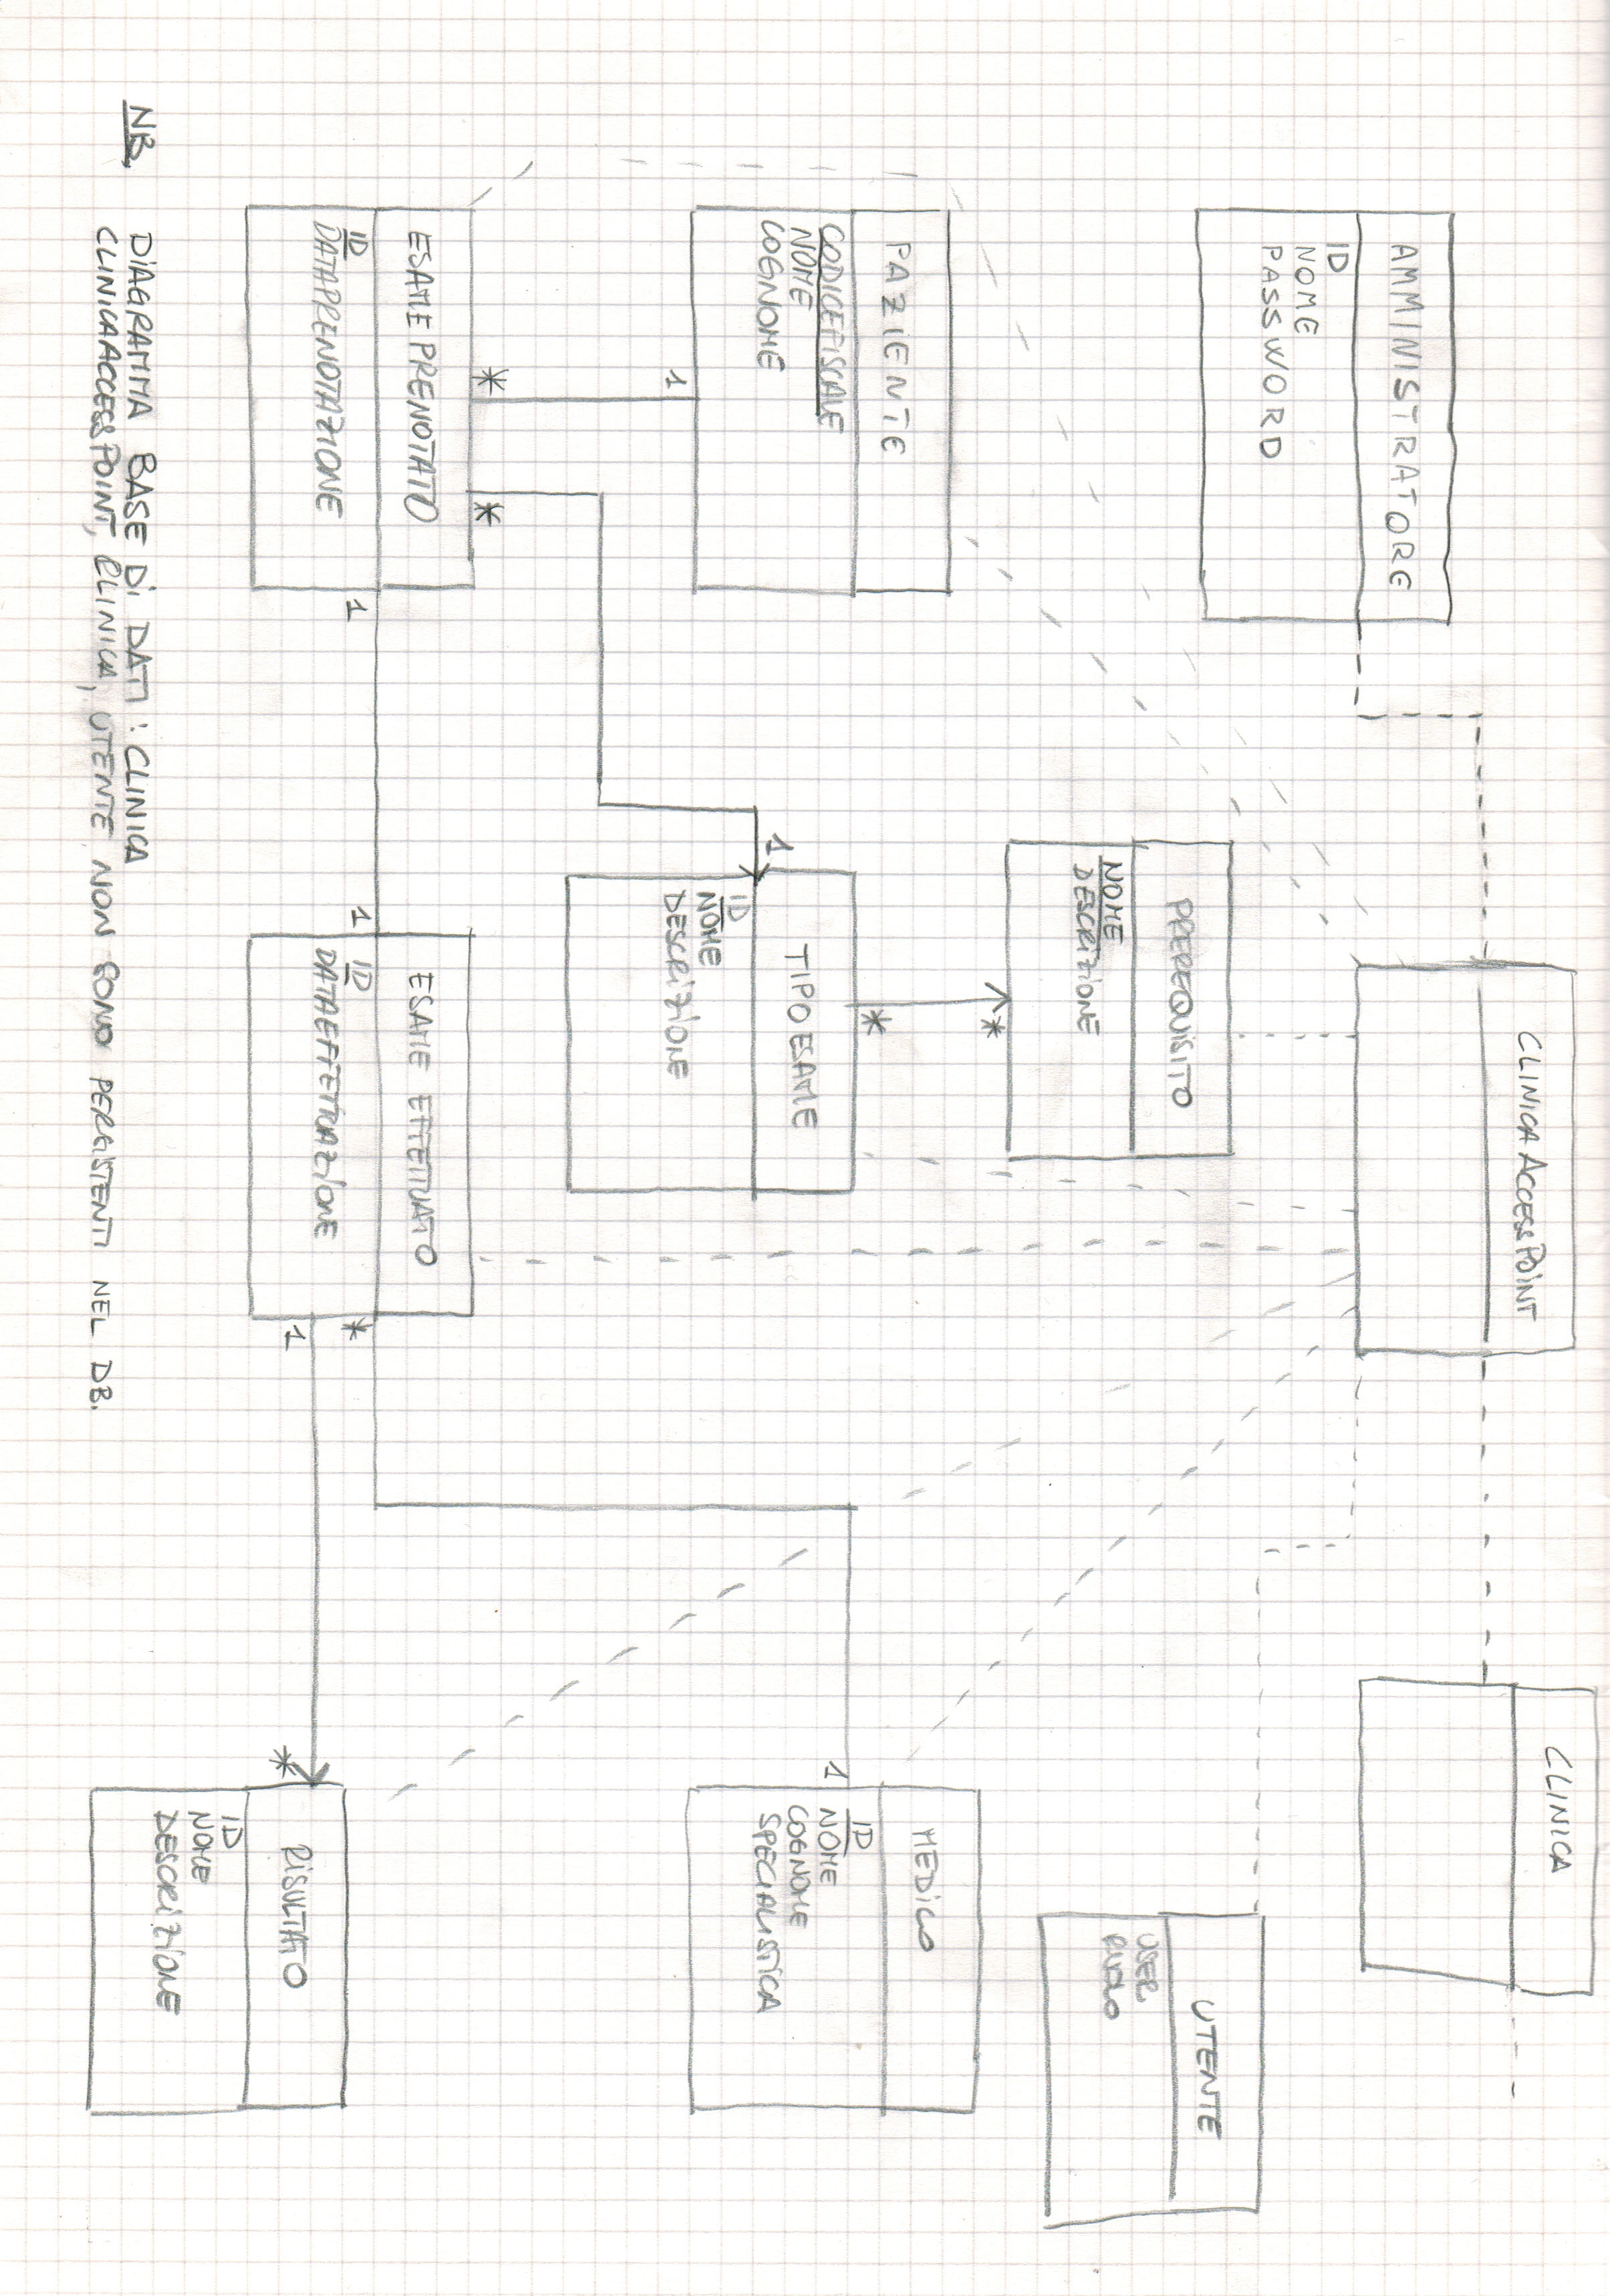 CLINICA ACCESSPOINT
CLINICA
AMMINISTRATORE
ID
NOME
PASSWORD
PREREQUISITO
NOME
DESCRIZIONE
*
*
UTENTE
USER
RUOLO
PAZIENTE
CODICEFISCALE
NOME
COGNOME
1
*
TIPO ESAME
ID
NOME
DESCRIZIONE
1
*
MEDICO
ID
NOME
COGNOME
SPECIALISTICA
1
ESAME PRENOTATO
ID
DATAPRENOTAZIONE
1
1
ESAME EFFETTUATO
ID
DATAEFFETTUAZIONE
*
1
*
RISULTATO
ID
NOME
DESCRIZIONE
NB. DIAGRAMMA BASE DI DATI: CLINICA
CLINICAACCESSPOINT, CLINICA, UTENTE NON SONO PERSISTENTI NEL DB.